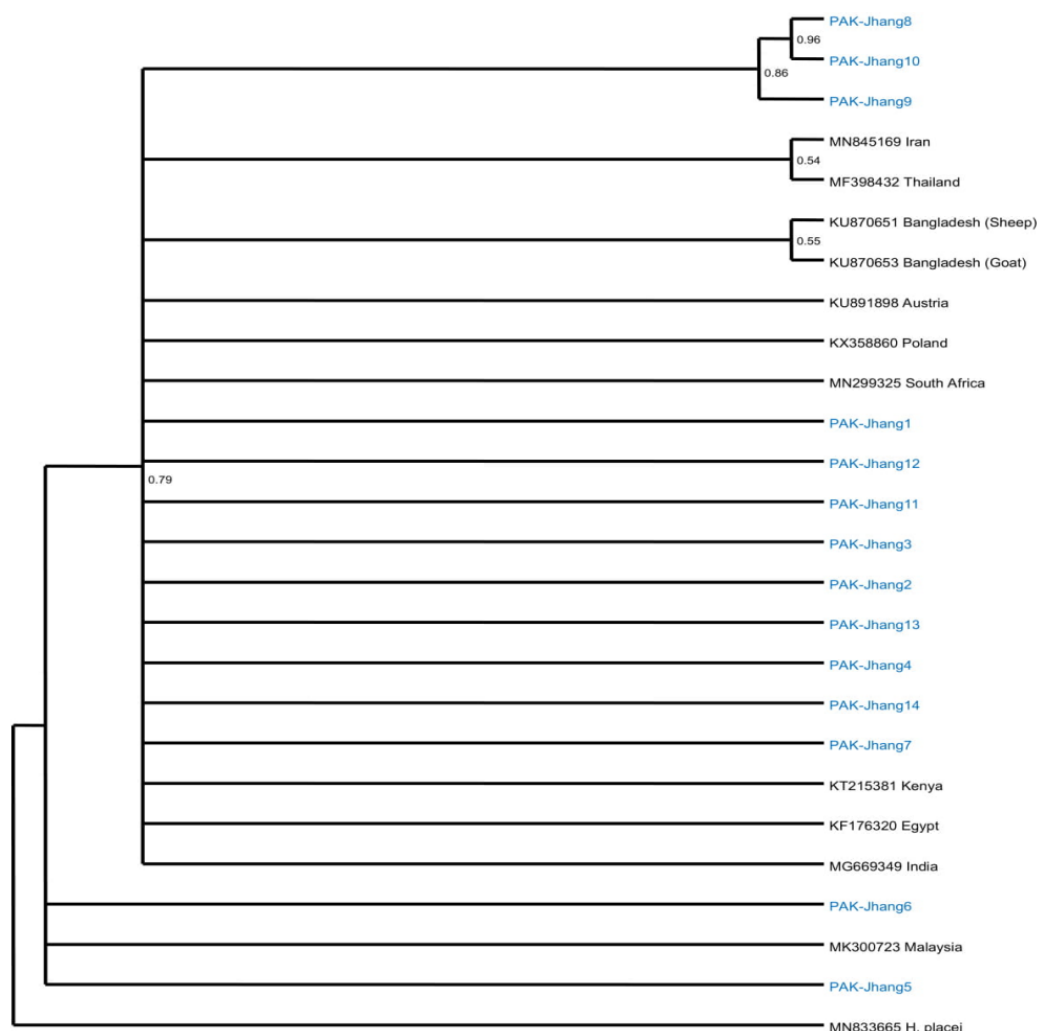 PAK-Jhang8
0.96
PAK-Jhang10
0.86
PAK-Jhang9
MN845169 Iran
0.54
MF398432 Thailand
KU870651 Bangladesh (Sheep)
0.55
KU870653 Bangladesh (Goat)
KU891898 Austria
KX358860 Poland
MN299325 South Africa
PAK-Jhang1
PAK-Jhang12
0.79
PAK-Jhang11
PAK-Jhang3
PAK-Jhang2
PAK-Jhang13
PAK-Jhang4
PAK-Jhang14
PAK-Jhang7
KT215381 Kenya
KF176320 Egypt
MG669349 India
PAK-Jhang6
MK300723 Malaysia
PAK-Jhang5
MN833665 H. placei